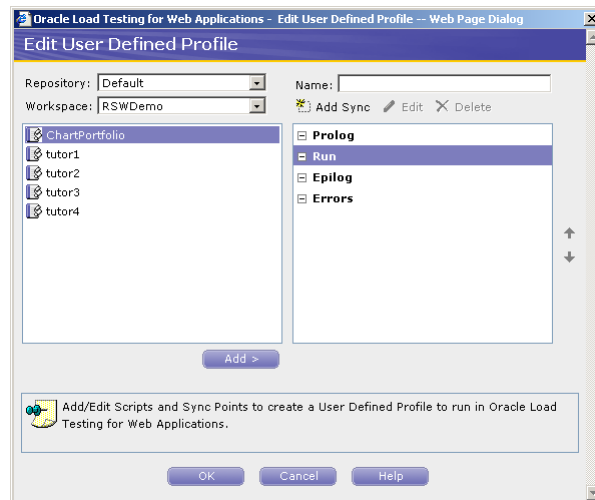 Oracle Load Testing for Web Applications - Edit User Defined Profile -- Web Page Dialog
Edit User Defined Profile
Repository: Default
Name:
Workspace: RSWDemo
Add Sync Edit Delete
ChartPortfolio
tutor1
tutor2
tutor3
tutor4
Prolog
Run
Epilog
Errors
Add >
Add/Edit Scripts and Sync Points to create a User Defined Profile to run in Oracle Load
Testing for Web Applications.
OK Cancel Help